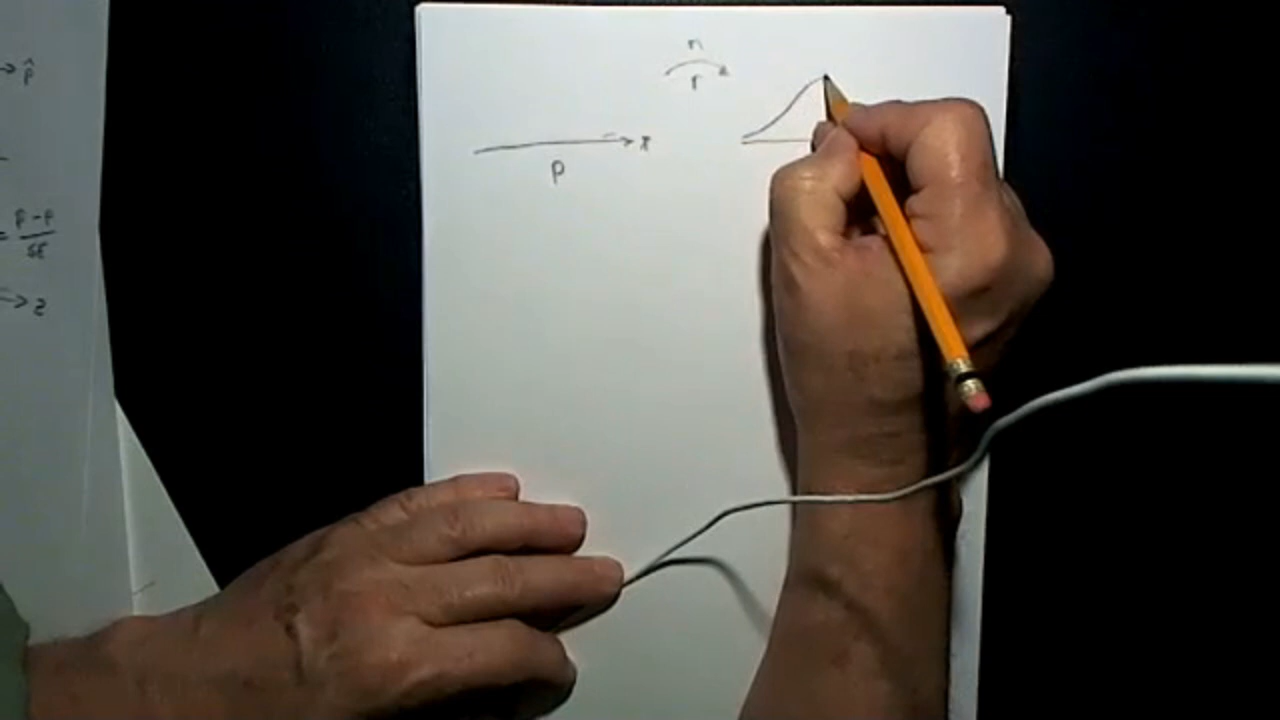 → p̂
= p̂ - p
SE
→ z
n
r
→ x
p